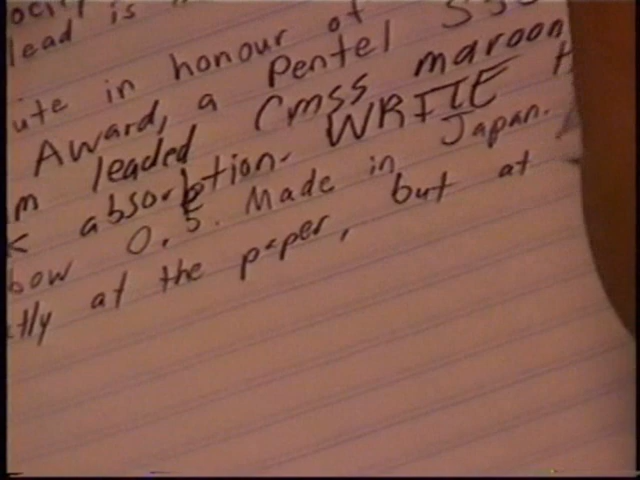 lead is
ute in honour of
Award, a Pentel
m leaded Cross maroon
absorbtion. WRITE
bow 0.5. Made in Japan.
tly at the paper, but at